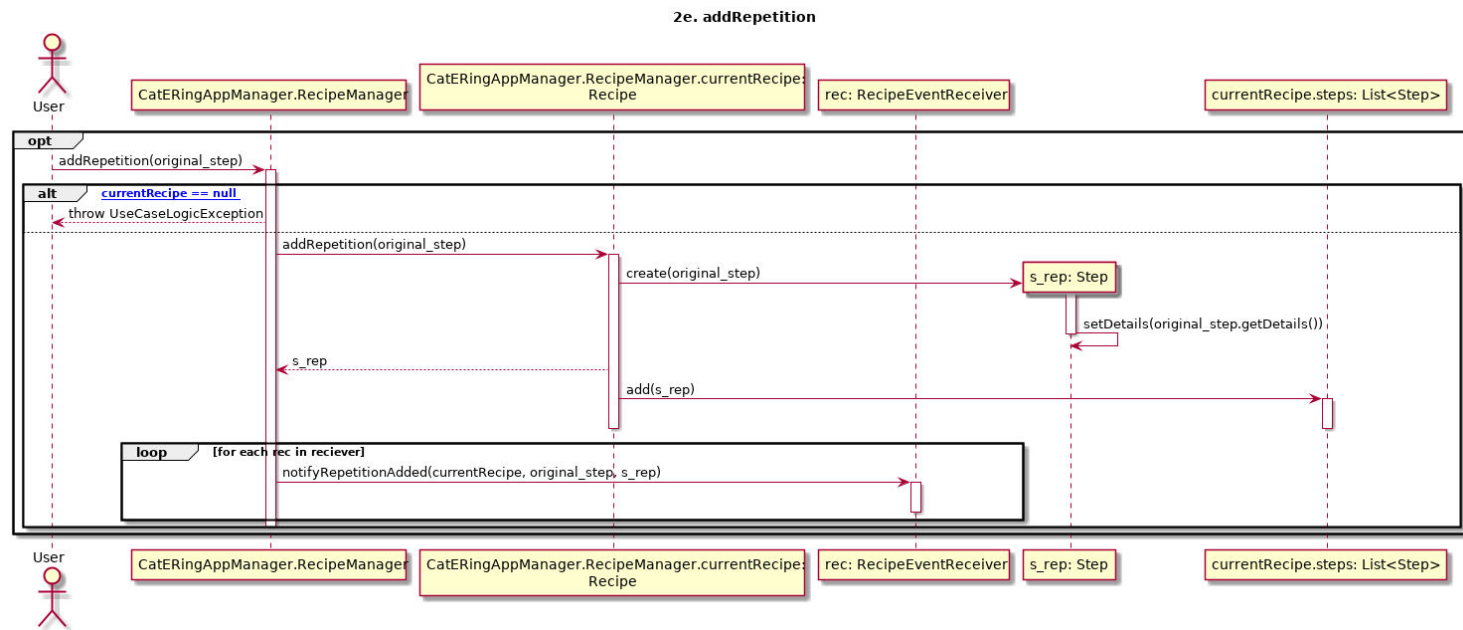 2e. addRepetition
User
CatERingAppManager.RecipeManager
CatERingAppManager.RecipeManager.currentRecipe:
Recipe
rec: RecipeEventReceiver
currentRecipe.steps: List<Step>
opt
addRepetition(original_step)
alt
currentRecipe == null
throw UseCaseLogicException
addRepetition(original_step)
create(original_step)
s_rep: Step
setDetails(original_step.getDetails())
s_rep
add(s_rep)
loop
[for each rec in reciever]
notifyRepetitionAdded(currentRecipe, original_step, s_rep)
User
CatERingAppManager.RecipeManager
CatERingAppManager.RecipeManager.currentRecipe:
Recipe
rec: RecipeEventReceiver
s_rep: Step
currentRecipe.steps: List<Step>